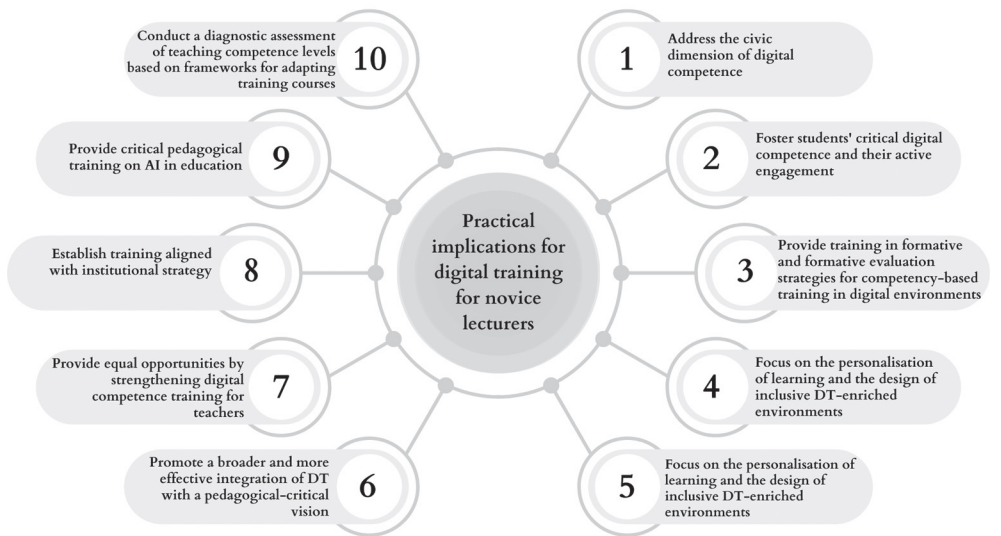 Practical
implications for
digital training
for novice
lecturers
1
Address the civic
dimension of digital
competence
2
Foster students' critical digital
competence and their active
engagement
3
Provide training in formative
and formative evaluation
strategies for competency-based
training in digital environments
4
Focus on the personalisation
of learning and the design of
inclusive DT-enriched
environments
5
Focus on the personalisation of
learning and the design of
inclusive DT-enriched
environments
6
Promote a broader and more
effective integration of DT
with a pedagogical-critical
vision
7
Provide equal opportunities by
strengthening digital
competence training for
teachers
8
Establish training aligned
with institutional strategy
9
Provide critical pedagogical
training on AI in education
10
Conduct a diagnostic assessment
of teaching competence levels
based on frameworks for adapting
training courses